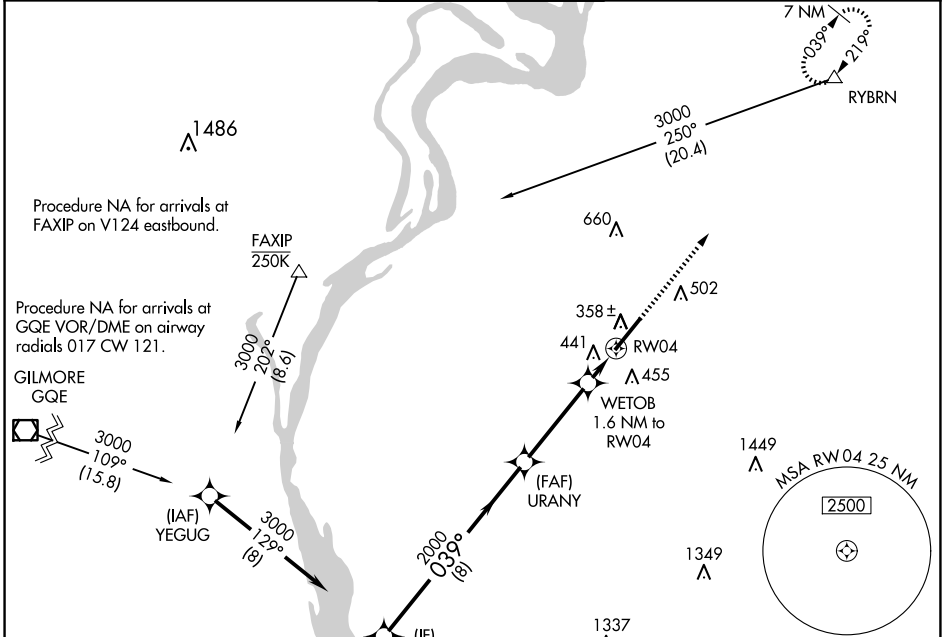 7 NM
039°
219°
RYBRN
3000
250°
(20.4)
1486
Procedure NA for arrivals at
FAXIP on V124 eastbound.
660
FAXIP
250K
502
Procedure NA for arrivals at
GQE VOR/DME on airway
radials 017 CW 121.
358 ±
441
RW04
3000
202°
(8.6)
GILMORE
GQE
455
WETOB
1.6 NM to
RW04
3000
109°
(15.8)
1449
MSA RW 04 25 NM
(FAF)
URANY
2500
(IAF)
YEGUG
3000
129°
(8)
2000
039°
(8)
1349
1337
(IF)